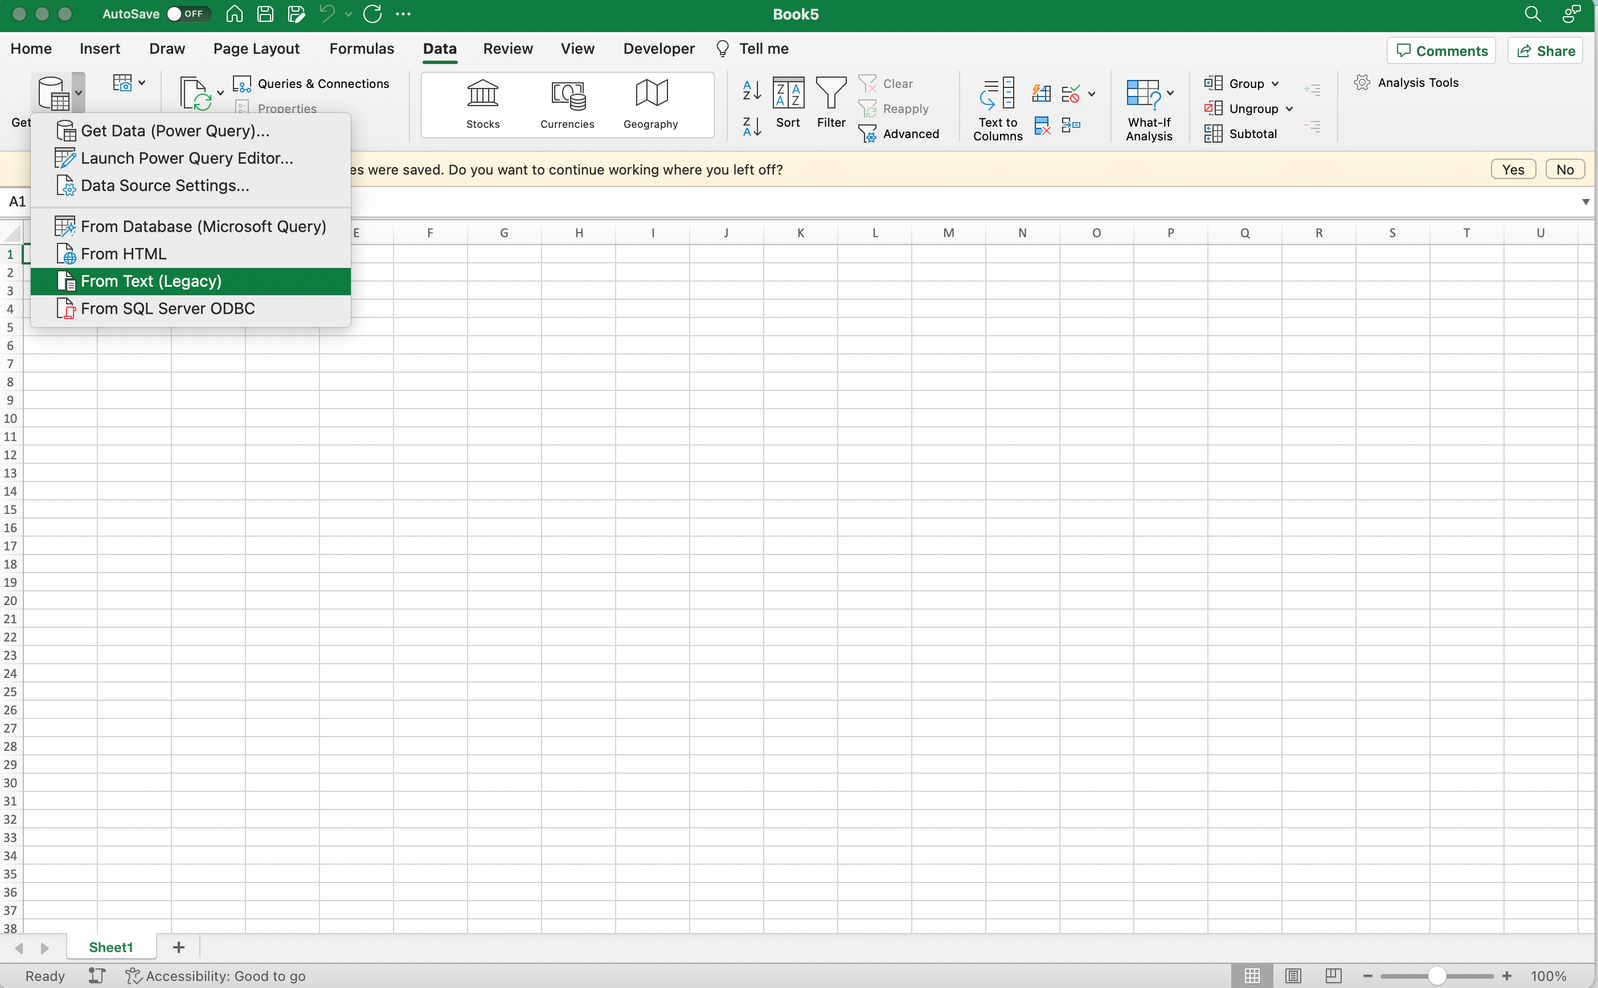 AutoSave OFF Book5
Home Insert Draw Page Layout Formulas Data Review View Developer Tell me Comments Share
Queries & Connections Clear Group Analysis Tools
Properties Reapply Ungroup
Get Stocks Currencies Geography Sort Filter Advanced Text to Columns What-If Analysis Subtotal
Get Data (Power Query)...
Launch Power Query Editor...
es were saved. Do you want to continue working where you left off? Yes No
Data Source Settings...
A1
From Database (Microsoft Query)
E F G H I J K L M N O P Q R S T U
From HTML
1
2
From Text (Legacy)
3
From SQL Server ODBC
4
5
6
7
8
9
10
11
12
13
14
15
16
17
18
19
20
21
22
23
24
25
26
27
28
29
30
31
32
33
34
35
36
37
38
Sheet1
Ready Accessibility: Good to go 100%